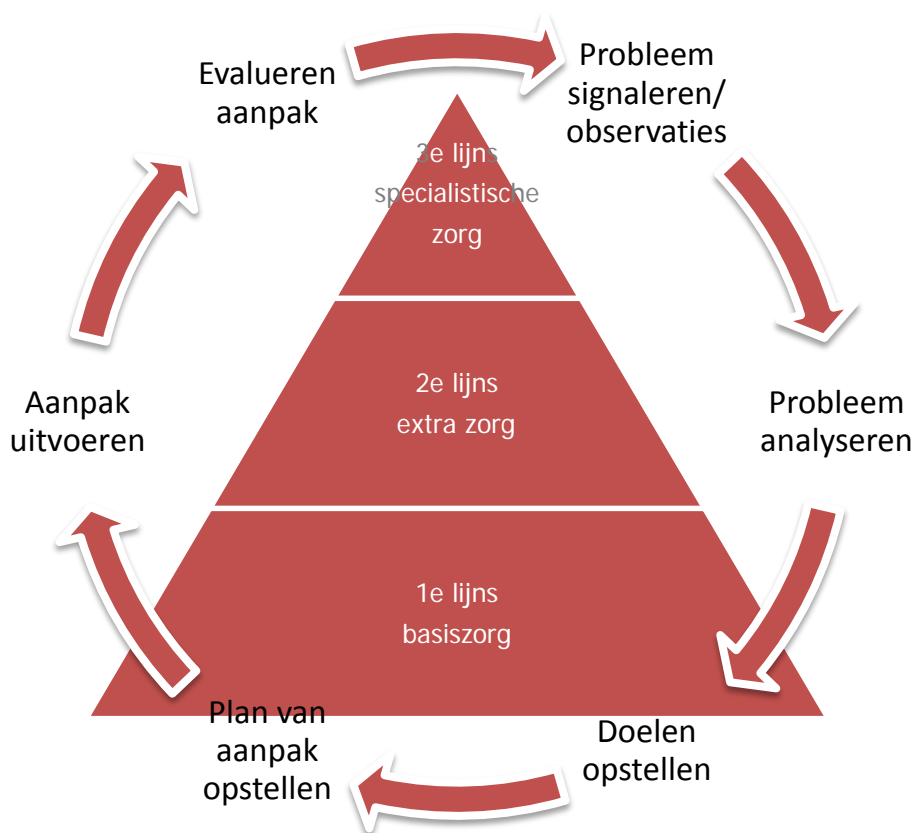 Evalueren
aanpak
Probleem
signaleren/
observaties
3e lijns
specialistische
zorg
2e lijns
extra zorg
Aanpak
uitvoeren
Probleem
analyseren
1e lijns
basiszorg
Plan van
aanpak
opstellen
Doelen
opstellen